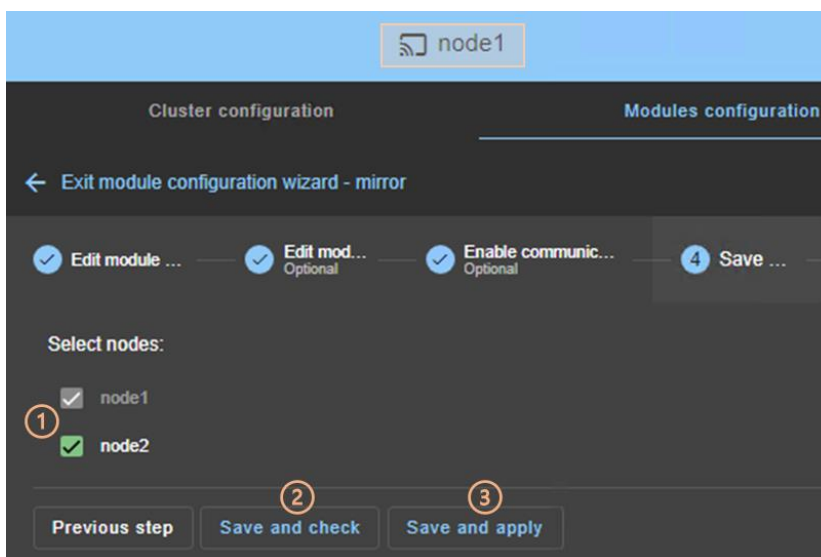 node1
Cluster configuration
Modules configuration
Exit module configuration wizard - mirror
Edit module ...
Edit mod...
Optional
Enable communic...
Optional
4 Save ...
Select nodes:
node1
1
node2
2
3
Previous step
Save and check
Save and apply